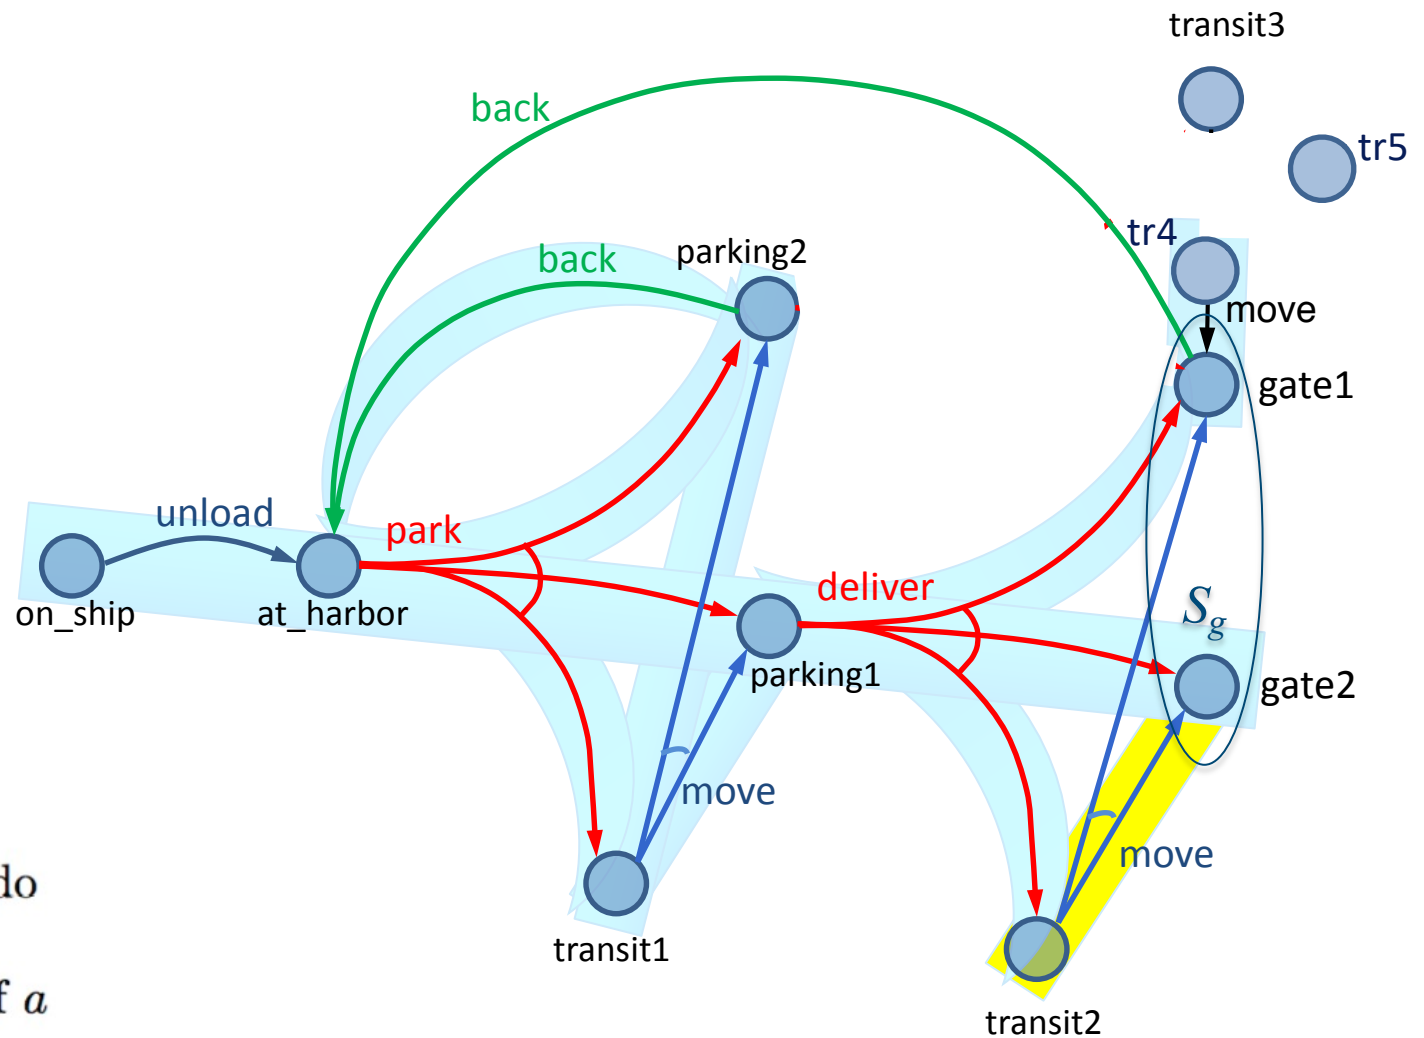 transit3
back
tr5
tr4
parking2
back
move
gate1
unload
park
deliver
on_ship
at_harbor
S_g
parking1
gate2
move
move
do
transit1
f a
transit2